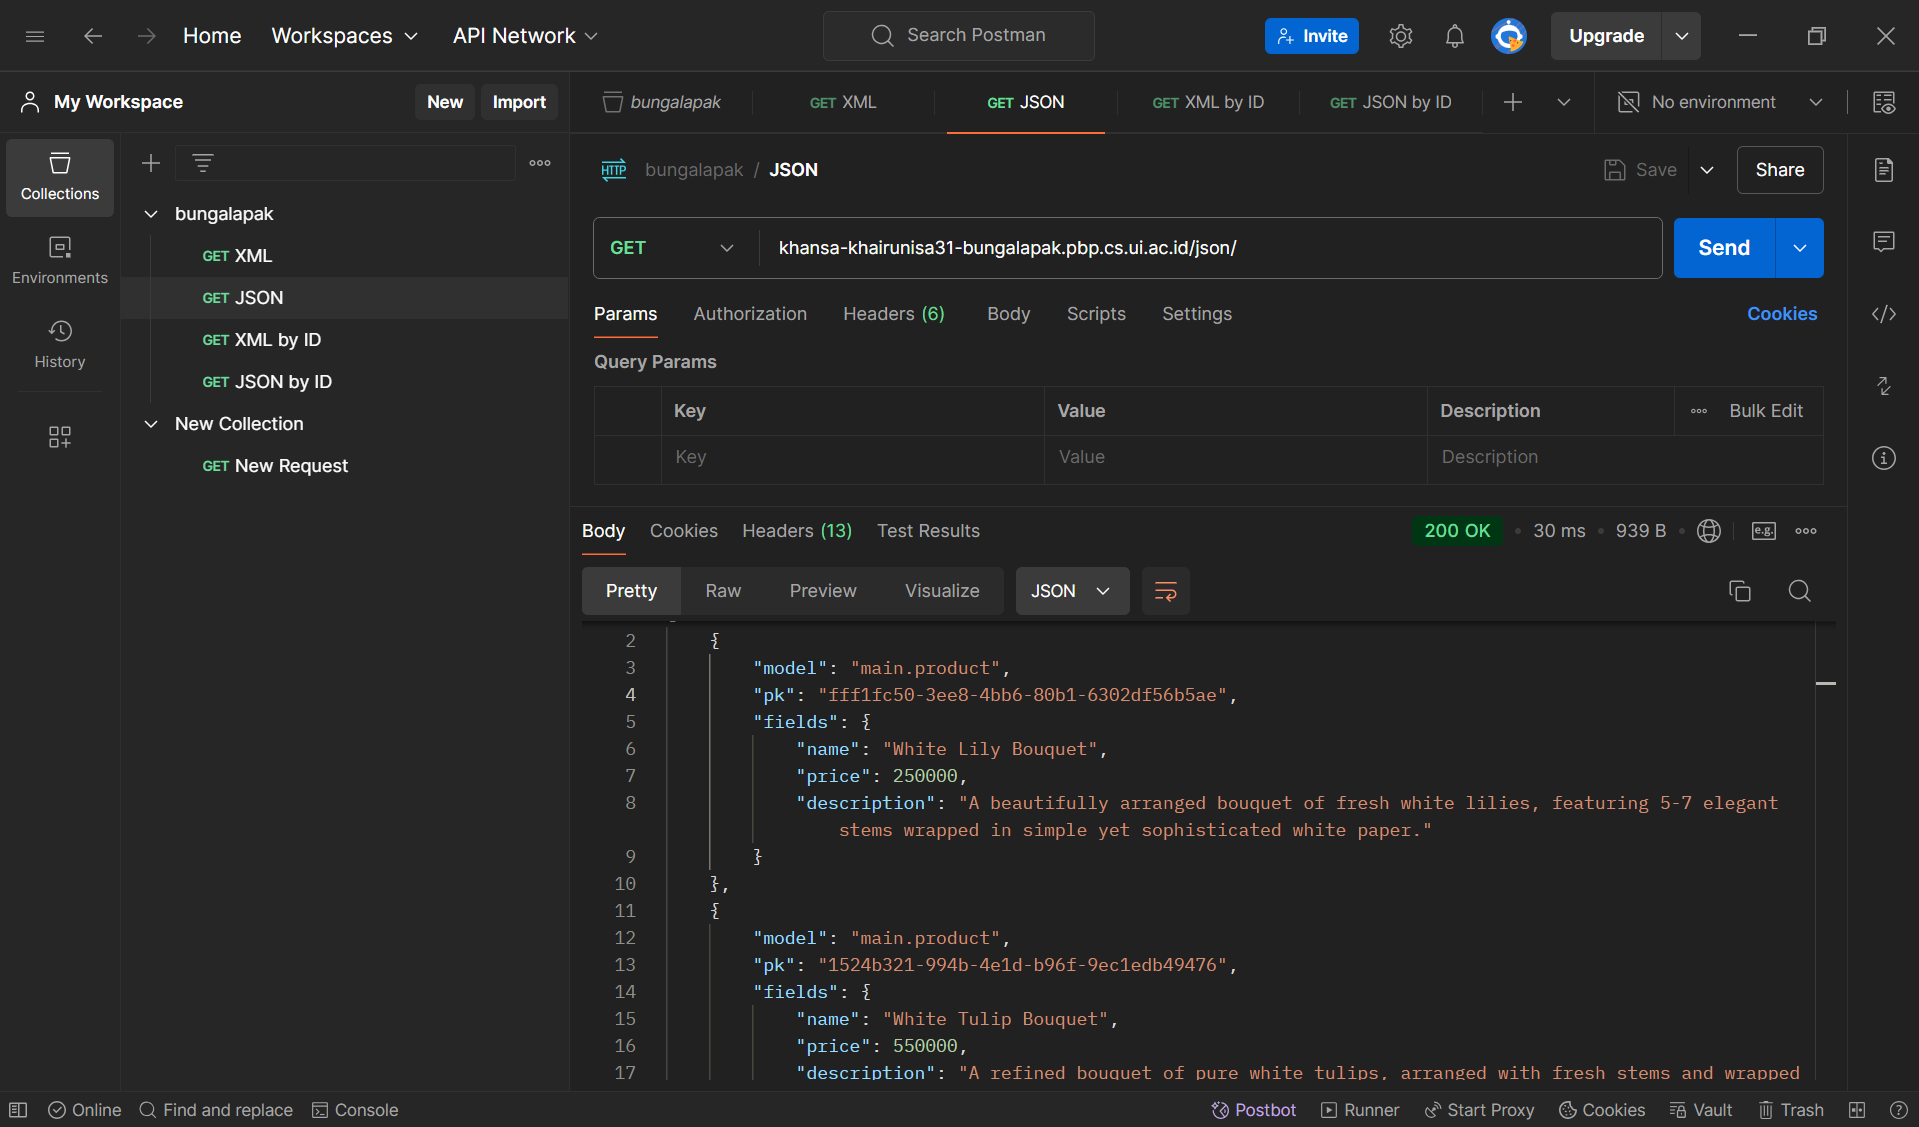 Home
Workspaces
API Network
Search Postman
Invite
Upgrade
My Workspace
New
Import
bungalapak
GET XML
GET JSON
GET XML by ID
GET JSON by ID
No environment
Collections
Environments
History
bungalapak
GET XML
GET JSON
GET XML by ID
GET JSON by ID
New Collection
GET New Request
HTTP
bungalapak / JSON
Save
Share
GET
khansa-khairunisa31-bungalapak.pbp.cs.ui.ac.id/json/
Send
Params
Authorization
Headers (6)
Body
Scripts
Settings
Cookies
Query Params
Key
Value
Description
Bulk Edit
Key
Value
Description
Body
Cookies
Headers (13)
Test Results
200 OK
30 ms
939 B
e.g.
Pretty
Raw
Preview
Visualize
JSON
2 {
3 "model": "main.product",
4 "pk": "fff1fc50-3ee8-4bb6-80b1-6302df56b5ae",
5 "fields": {
6 "name": "White Lily Bouquet",
7 "price": 250000,
8 "description": "A beautifully arranged bouquet of fresh white lilies, featuring 5-7 elegant
stems wrapped in simple yet sophisticated white paper."
9 }
10 },
11 {
12 "model": "main.product",
13 "pk": "1524b321-994b-4e1d-b96f-9ec1edb49476",
14 "fields": {
15 "name": "White Tulip Bouquet",
16 "price": 550000,
17 "description": "A refined bouquet of pure white tulips, arranged with fresh stems and wrapped
Online
Find and replace
Console
Postbot
Runner
Start Proxy
Cookies
Vault
Trash